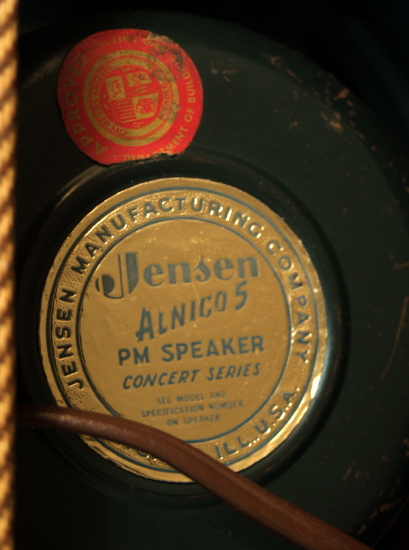 APPROVED
DEPARTMENT OF BUILD
JENSEN MANUFACTURING COMPANY
Jensen
ALNICO 5
PM SPEAKER
CONCERT SERIES
SEE MODEL AND
SPECIFICATION NUMBER
ON SPEAKER
ILL. U.S.A.